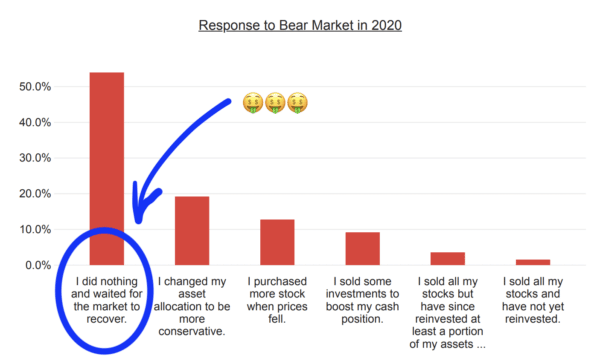 Response to Bear Market in 2020
50.0%
40.0%
30.0%
20.0%
10.0%
0.0%
I did nothing
and waited for
the market to
recover.
I changed my
asset
allocation to be
more
conservative.
I purchased
more stock
when prices
fell.
I sold some
investments to
boost my cash
position.
I sold all my
stocks but
have since
reinvested at
least a portion
of my assets ...
I sold all my
stocks and
have not yet
reinvested.